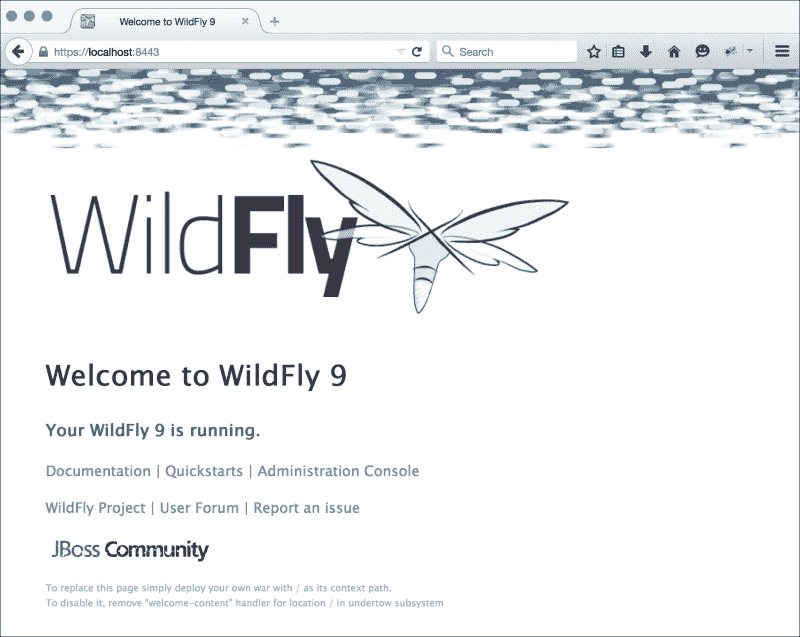 Welcome to WildFly 9
https://localhost:8443
Search
WildFly
Welcome to WildFly 9
Your WildFly 9 is running.
Documentation | Quickstarts | Administration Console
WildFly Project | User Forum | Report an issue
JBoss Community
To replace this page simply deploy your own war with / as its context path.
To disable it, remove "welcome-content" handler for location / in undertow subsystem